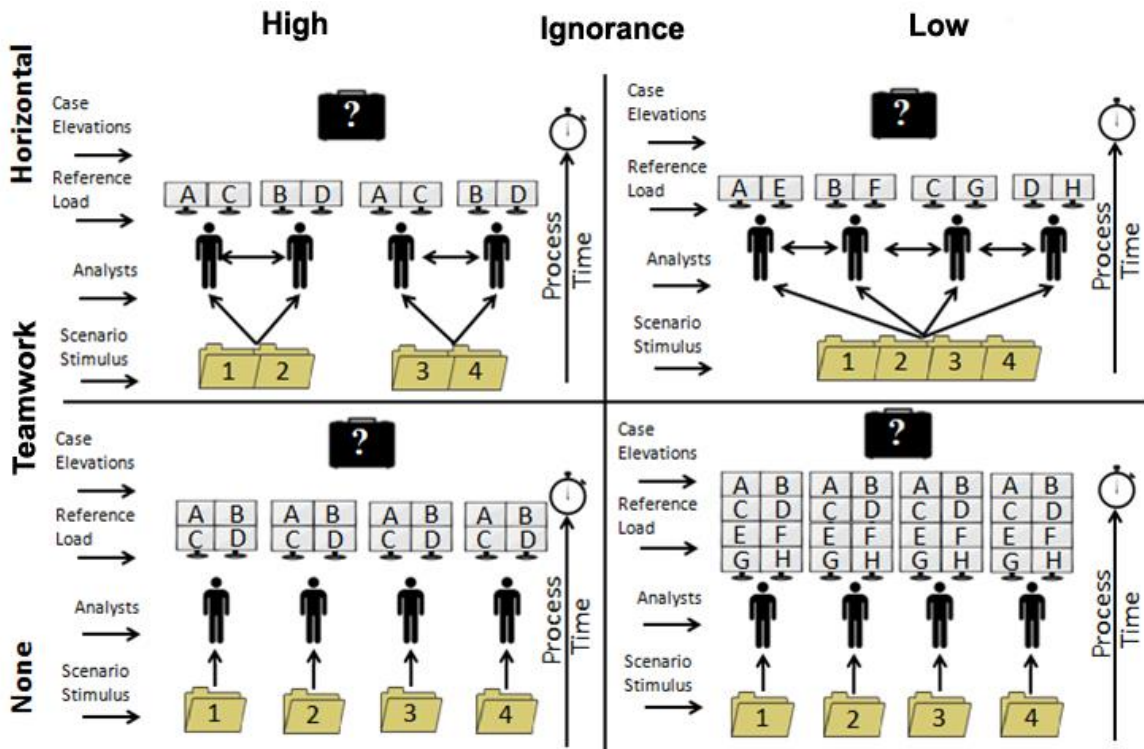 High Ignorance Low
Horizontal
Teamwork
None
Case
Elevations
?
Reference
Load
A C B D A C B D
Analysts
Scenario
Stimulus
1 2 3 4
Process
Time
Case
Elevations
?
Reference
Load
A E B F C G D H
Analysts
Scenario
Stimulus
1 2 3 4
Process
Time
Case
Elevations
?
Reference
Load
A B A B A B A B
C D C D C D C D
Analysts
Scenario
Stimulus
1 2 3 4
Process
Time
Case
Elevations
?
Reference
Load
A B A B A B A B
C D C D C D C D
E F E F E F E F
G H G H G H G H
Analysts
Scenario
Stimulus
1 2 3 4
Process
Time